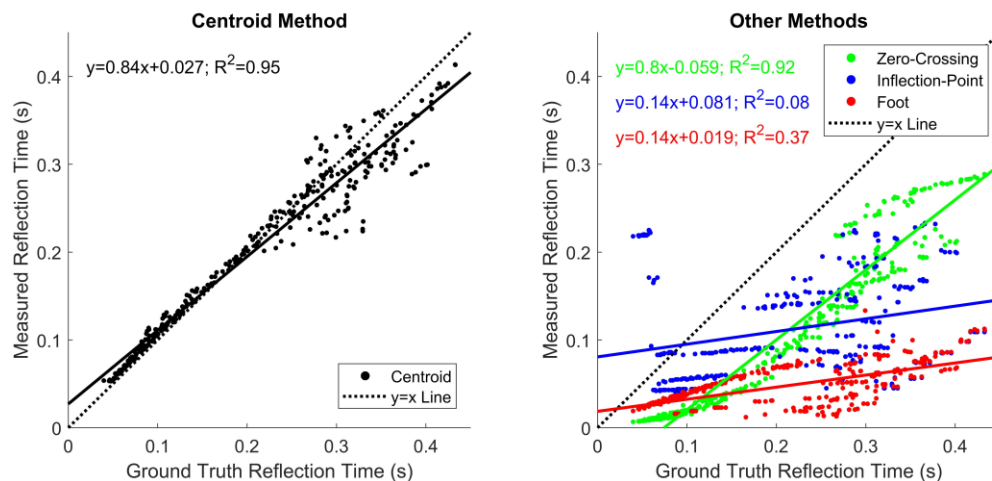 Centroid Method
y=0.84x+0.027; R²=0.95
Measured Reflection Time (s)
0.4
0.3
0.2
0.1
0
0
0.1
0.2
0.3
0.4
Ground Truth Reflection Time (s)
Centroid
y=x Line
Other Methods
y=0.8x-0.059; R²=0.92
y=0.14x+0.081; R²=0.08
y=0.14x+0.019; R²=0.37
Zero-Crossing
Inflection-Point
Foot
y=x Line
Measured Reflection Time (s)
0.4
0.3
0.2
0.1
0
0
0.1
0.2
0.3
0.4
Ground Truth Reflection Time (s)